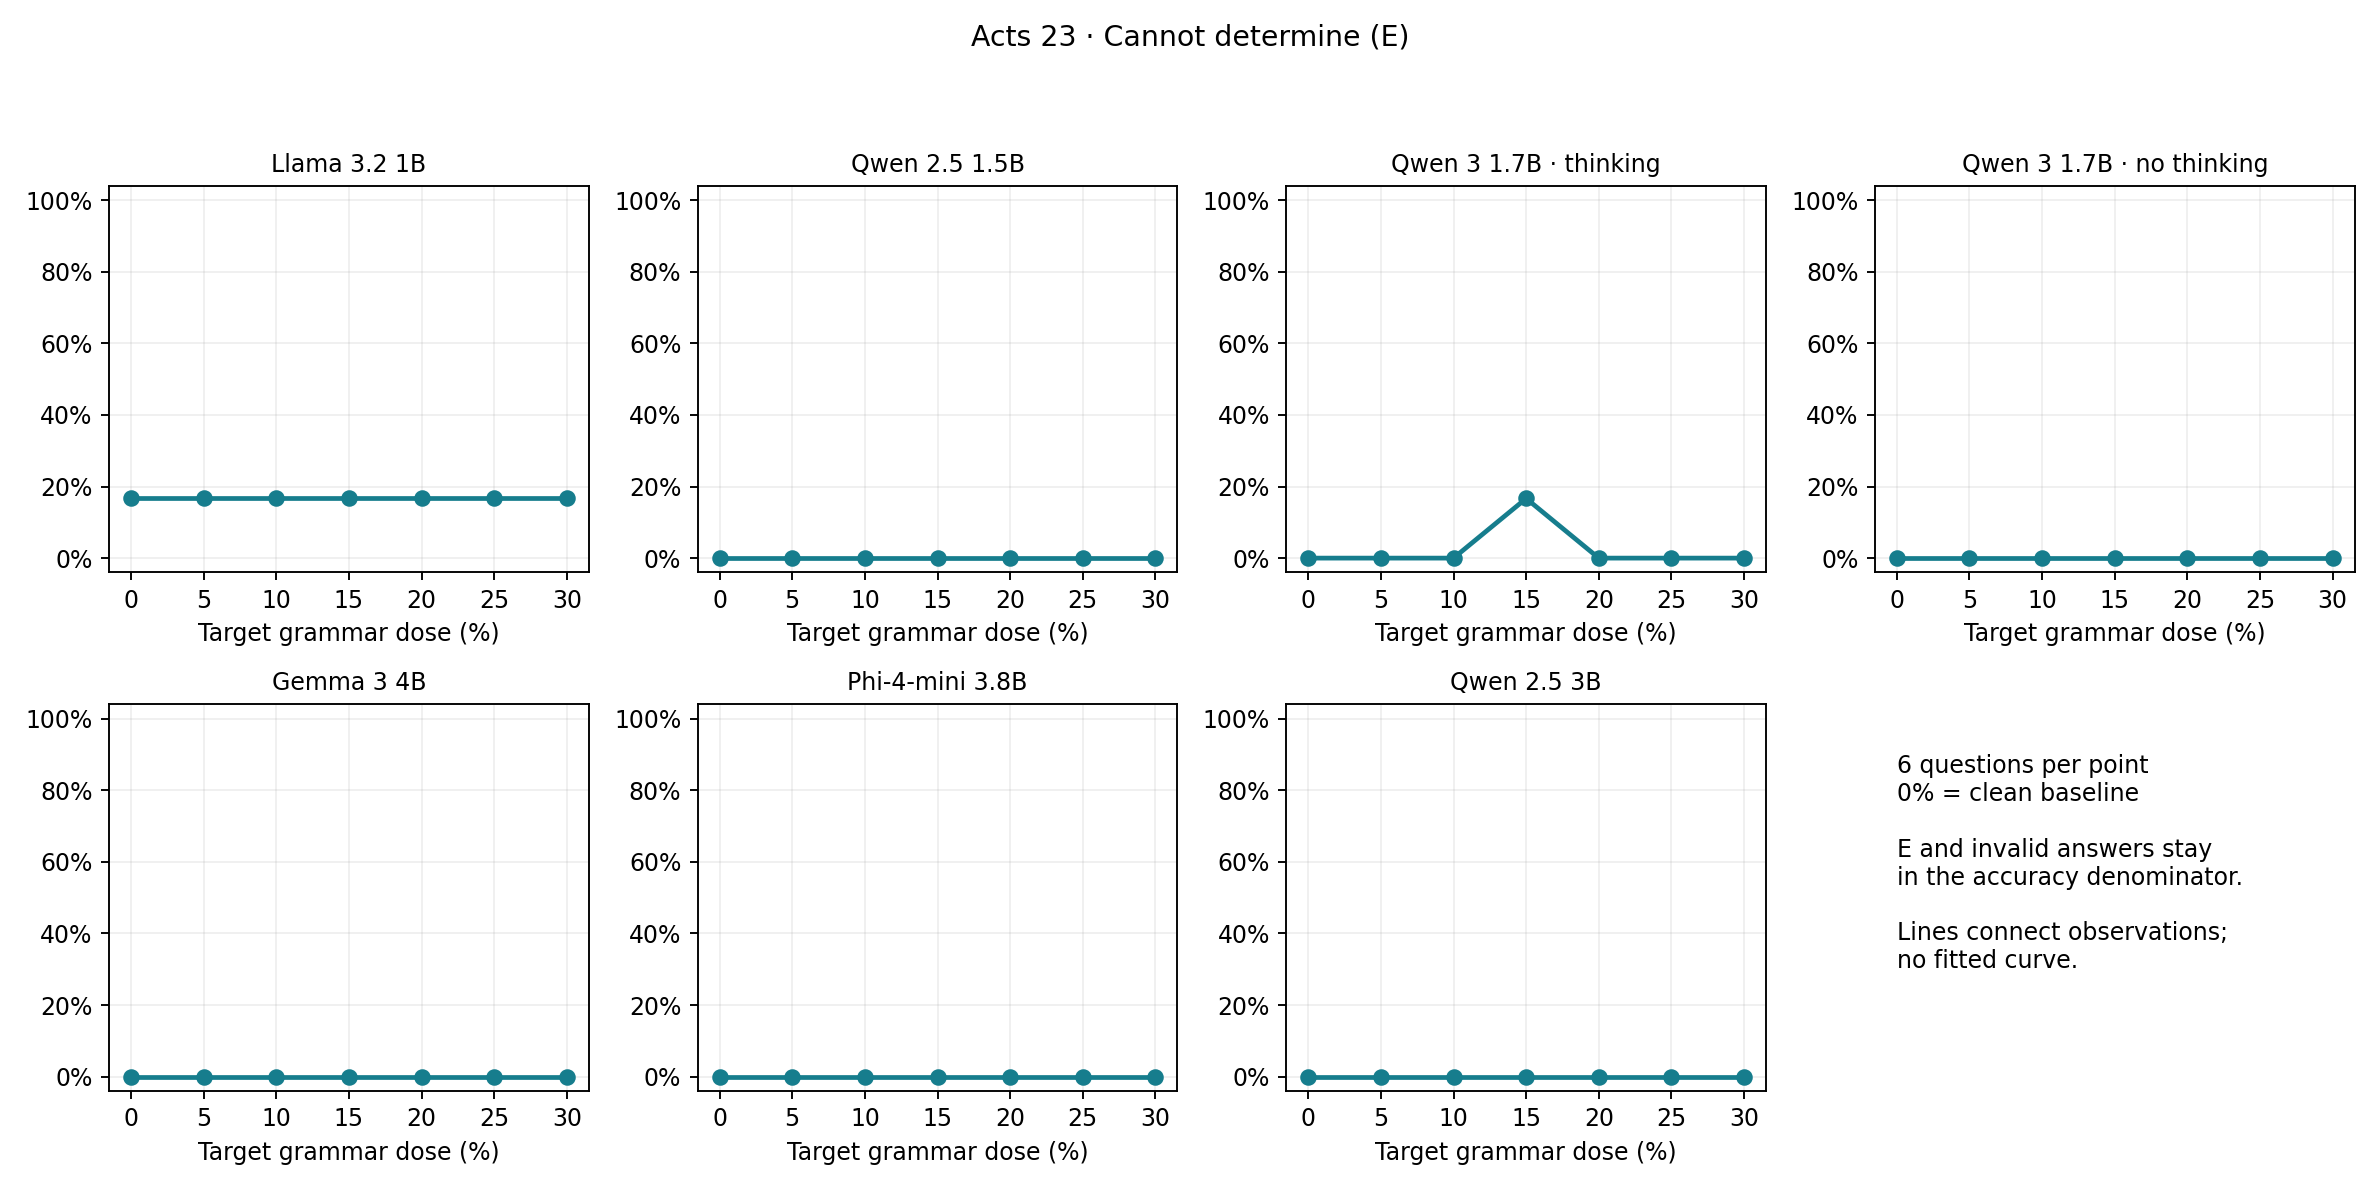 Acts 23 · Cannot determine (E)
Llama 3.2 1B
100%
80%
60%
40%
20%
0%
0 5 10 15 20 25 30
Target grammar dose (%)
Qwen 2.5 1.5B
100%
80%
60%
40%
20%
0%
0 5 10 15 20 25 30
Target grammar dose (%)
Qwen 3 1.7B · thinking
100%
80%
60%
40%
20%
0%
0 5 10 15 20 25 30
Target grammar dose (%)
Qwen 3 1.7B · no thinking
100%
80%
60%
40%
20%
0%
0 5 10 15 20 25 30
Target grammar dose (%)
Gemma 3 4B
100%
80%
60%
40%
20%
0%
0 5 10 15 20 25 30
Target grammar dose (%)
Phi-4-mini 3.8B
100%
80%
60%
40%
20%
0%
0 5 10 15 20 25 30
Target grammar dose (%)
Qwen 2.5 3B
100%
80%
60%
40%
20%
0%
0 5 10 15 20 25 30
Target grammar dose (%)
6 questions per point
0% = clean baseline
E and invalid answers stay
in the accuracy denominator.
Lines connect observations;
no fitted curve.